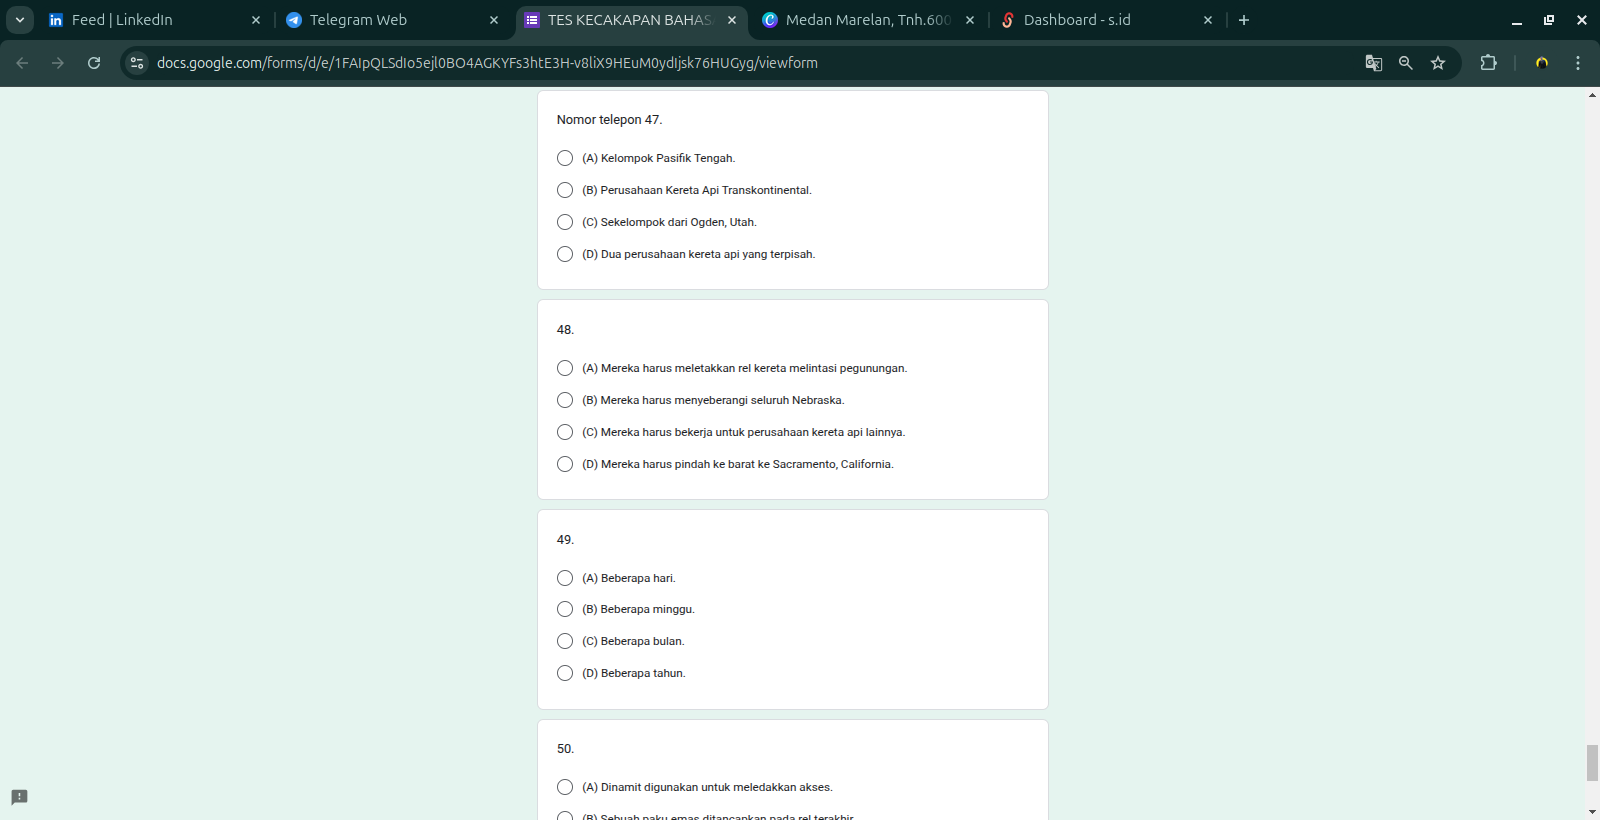 Feed | LinkedIn
Telegram Web
TES KECAKAPAN BAHAS
Medan Marelan, Tnh.600
Dashboard - s.id
docs.google.com/forms/d/e/1FAIpQLSdIo5ejl0BO4AGKYFs3htE3H-v8liX9HEuM0ydIjsk76HUGyg/viewform
Nomor telepon 47.
(A) Kelompok Pasifik Tengah.
(B) Perusahaan Kereta Api Transkontinental.
(C) Sekelompok dari Ogden, Utah.
(D) Dua perusahaan kereta api yang terpisah.
48.
(A) Mereka harus meletakkan rel kereta melintasi pegunungan.
(B) Mereka harus menyeberangi seluruh Nebraska.
(C) Mereka harus bekerja untuk perusahaan kereta api lainnya.
(D) Mereka harus pindah ke barat ke Sacramento, California.
49.
(A) Beberapa hari.
(B) Beberapa minggu.
(C) Beberapa bulan.
(D) Beberapa tahun.
50.
(A) Dinamit digunakan untuk meledakkan akses.
(B) Sebuah paku emas ditancapkan pada rel terakhir.